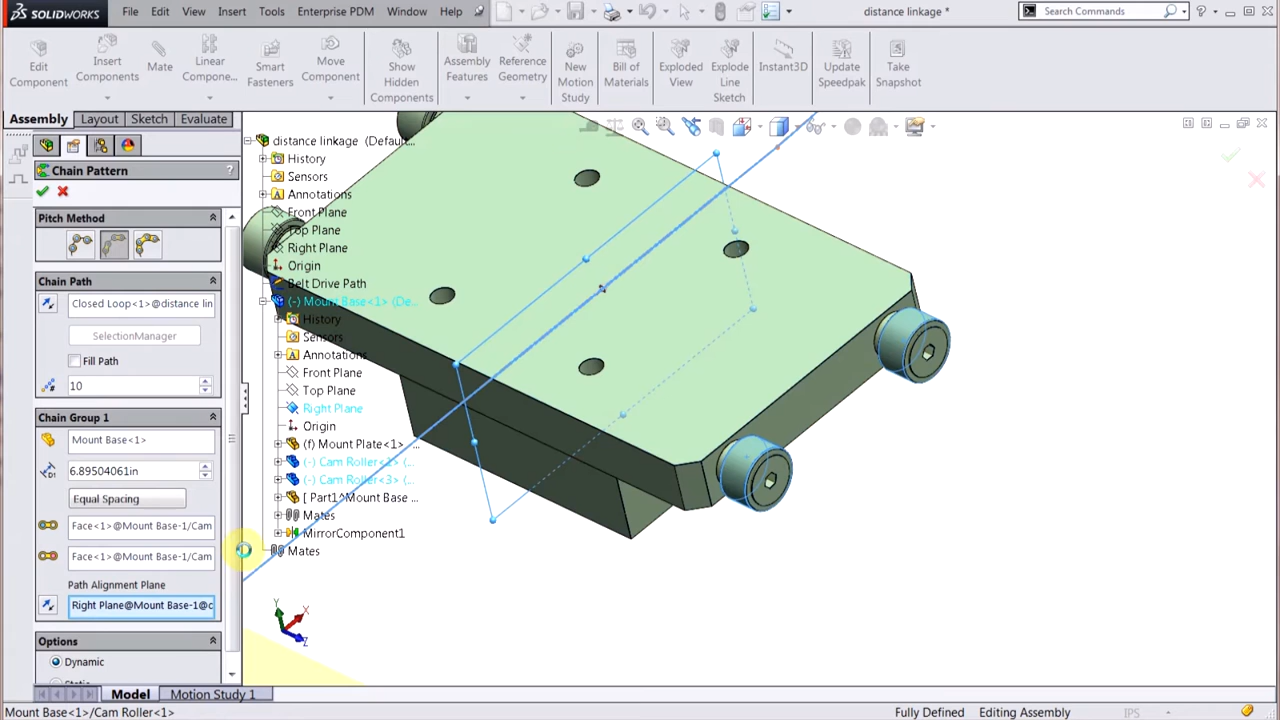 SOLIDWORKS File Edit View Insert Tools Enterprise PDM Window Help distance linkage * Search Commands ?
Edit Component
Insert Components
Mate
Linear Compone...
Smart Fasteners
Move Component
Show Hidden Components
Assembly Features
Reference Geometry
New Motion Study
Bill of Materials
Exploded View
Explode Line Sketch
Instant3D
Update Speedpak
Take Snapshot
Assembly Layout Sketch Evaluate
Chain Pattern ?
Pitch Method
Chain Path
Closed Loop<1>@distance lin
SelectionManager
Fill Path
10
Chain Group 1
Mount Base<1>
6.89504061in
Equal Spacing
Face<1>@Mount Base-1/Cam
Face<1>@Mount Base-1/Cam
Path Alignment Plane
Right Plane@Mount Base-1@c
Options
Dynamic
distance linkage (Default...
History
Sensors
Annotations
Front Plane
Top Plane
Right Plane
Origin
Belt Drive Path
(-) Mount Base<1> (De...
History
Sensors
Annotations
Front Plane
Top Plane
Right Plane
Origin
(f) Mount Plate<1>
(-) Cam Roller<1> (...
(-) Cam Roller<3> (...
[ Part1^Mount Base ...
Mates
MirrorComponent1
Mates
Y X Z
Model Motion Study 1
Mount Base<1>/Cam Roller<1> Fully Defined Editing Assembly IPS